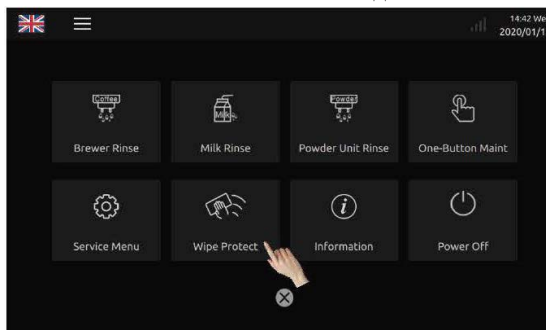 14:42 We
2020/01/1
Coffee
Milk
Powder
Brewer Rinse
Milk Rinse
Powder Unit Rinse
One-Button Maint
i
Service Menu
Wipe Protect
Information
Power Off